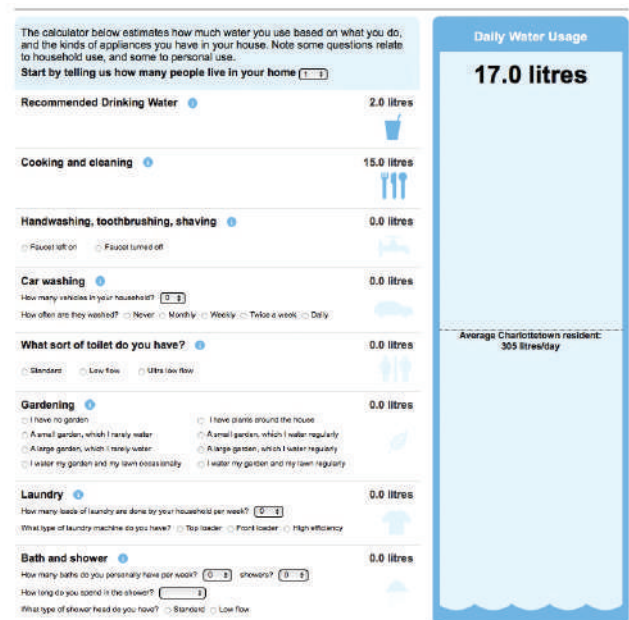 The calculator below estimates how much water you use based on what you do,
and the kinds of appliances you have in your house. Note some questions relate
to household use, and some to personal use.
Start by telling us how many people live in your home 1
Recommended Drinking Water 2.0 litres
Cooking and cleaning 15.0 litres
Handwashing, toothbrushing, shaving 0.0 litres
Faucet left on Faucet turned off
Car washing 0.0 litres
How many vehicles in your household? 0
How often are they washed? Never Monthly Weekly Twice a week Daily
What sort of toilet do you have? 0.0 litres
Standard Low flow Ultra low flow
Gardening 0.0 litres
I have no garden I have plants around the house
A small garden, which I rarely water A small garden, which I water regularly
A large garden, which I rarely water A large garden, which I water regularly
I water my garden and my lawn occasionally I water my garden and my lawn regularly
Laundry 0.0 litres
How many loads of laundry are done by your household per week? 0
What type of laundry machine do you have? Top loader Front loader High efficiency
Bath and shower 0.0 litres
How many baths do you personally have per week? 0 showers? 0
How long do you spend in the shower?
What type of shower head do you have? Standard Low flow
Daily Water Usage
17.0 litres
Average Charlottetown resident:
305 litres/day